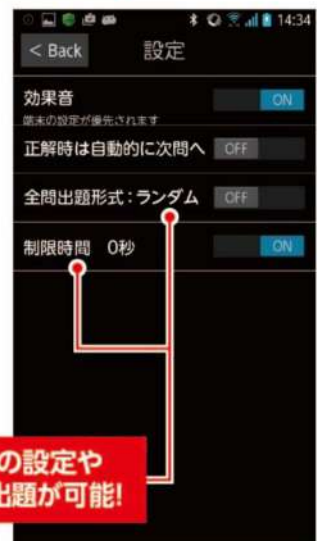 14:34
< Back 設定
効果音 ON
端末の設定が優先されます
正解時は自動的に次問へ OFF
全問出題形式：ランダム OFF
制限時間 0秒 ON
の設定や
出題が可能!